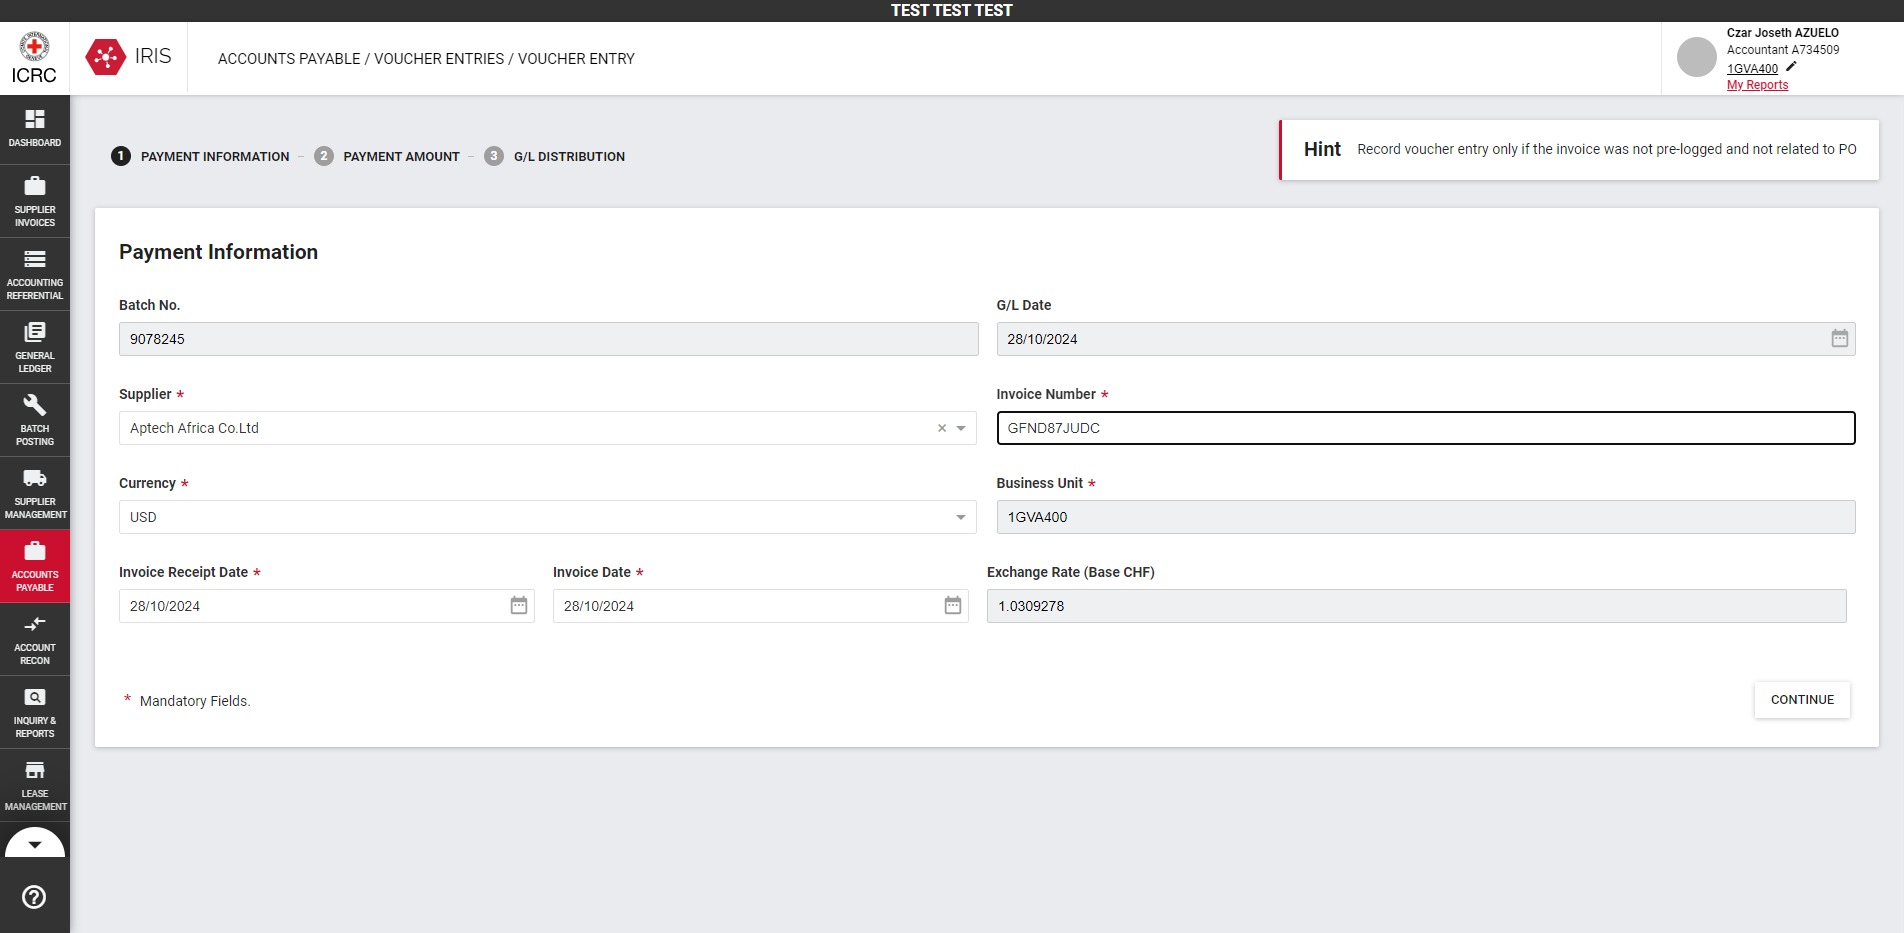 TEST TEST TEST
ICRC
IRIS
ACCOUNTS PAYABLE / VOUCHER ENTRIES / VOUCHER ENTRY
Czar Joseth AZUELO
Accountant A734509
1GVA400
My Reports
DASHBOARD
SUPPLIER
INVOICES
ACCOUNTING
REFERENTIAL
GENERAL
LEDGER
BATCH
POSTING
SUPPLIER
MANAGEMENT
ACCOUNTS
PAYABLE
ACCOUNT
RECON
INQUIRY &
REPORTS
LEASE
MANAGEMENT
1 PAYMENT INFORMATION – 2 PAYMENT AMOUNT – 3 G/L DISTRIBUTION
Hint Record voucher entry only if the invoice was not pre-logged and not related to PO
Payment Information
Batch No.
9078245
G/L Date
28/10/2024
Supplier *
Aptech Africa Co.Ltd
Invoice Number *
GFND87JUDC
Currency *
USD
Business Unit *
1GVA400
Invoice Receipt Date *
28/10/2024
Invoice Date *
28/10/2024
Exchange Rate (Base CHF)
1.0309278
* Mandatory Fields.
CONTINUE